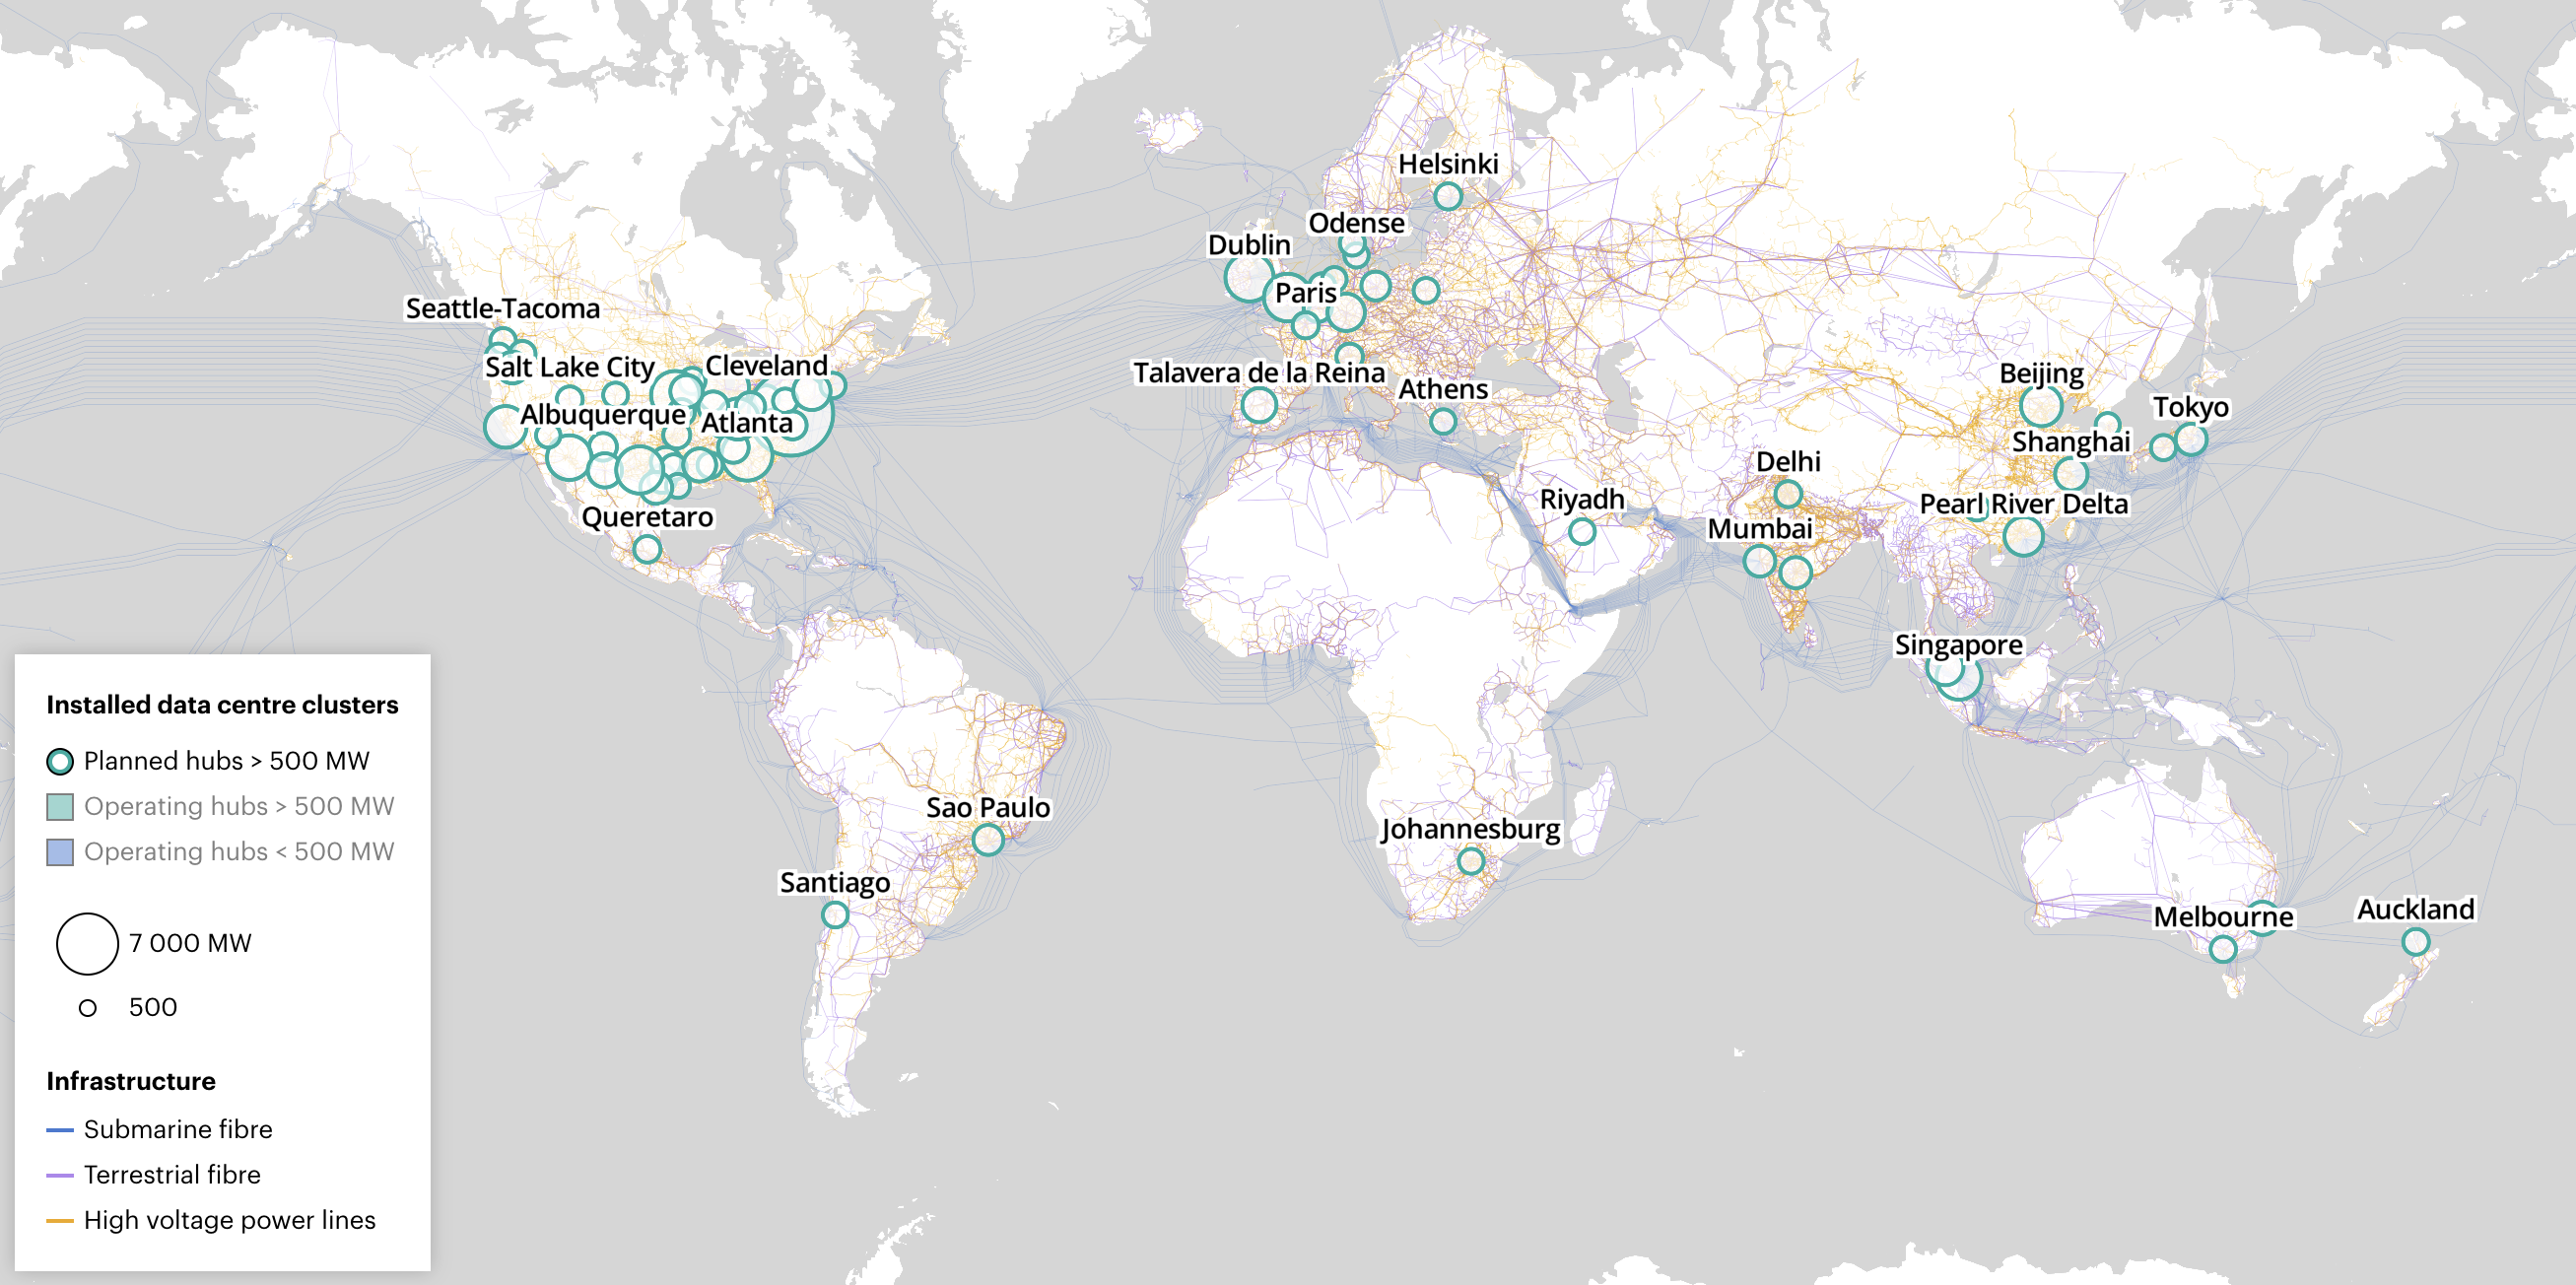 Helsinki
Odense
Dublin
Paris
Seattle-Tacoma
Salt Lake City
Cleveland
Talavera de la Reina
Athens
Beijing
Albuquerque
Atlanta
Tokyo
Shanghai
Delhi
Riyadh
Pearl River Delta
Queretaro
Mumbai
Singapore
Sao Paulo
Johannesburg
Santiago
Melbourne
Auckland
Installed data centre clusters
Planned hubs > 500 MW
Operating hubs > 500 MW
Operating hubs < 500 MW
7 000 MW
500
Infrastructure
Submarine fibre
Terrestrial fibre
High voltage power lines